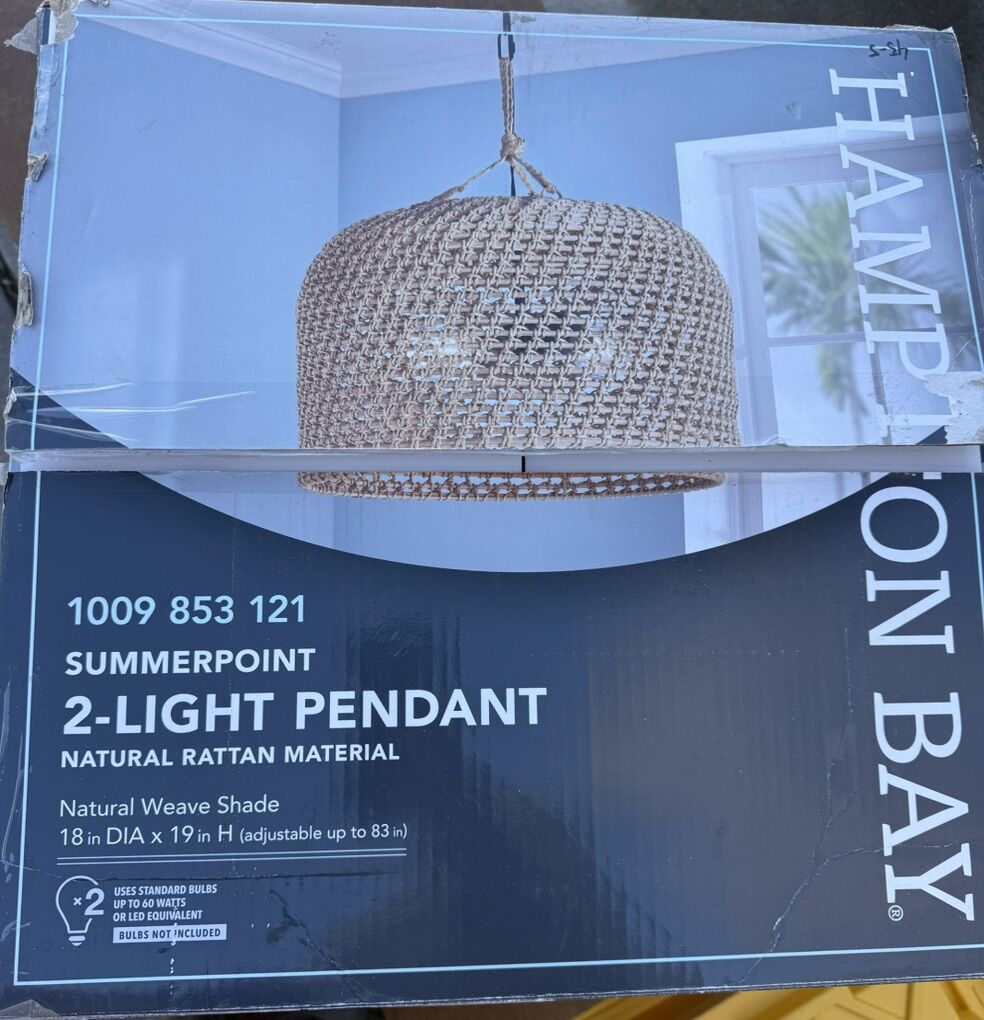 HAMPTON BAY®
1009 853 121
SUMMERPOINT
2-LIGHT PENDANT
NATURAL RATTAN MATERIAL
Natural Weave Shade
18 in DIA x 19 in H (adjustable up to 83 in)
×2
USES STANDARD BULBS
UP TO 60 WATTS
OR LED EQUIVALENT
BULBS NOT INCLUDED